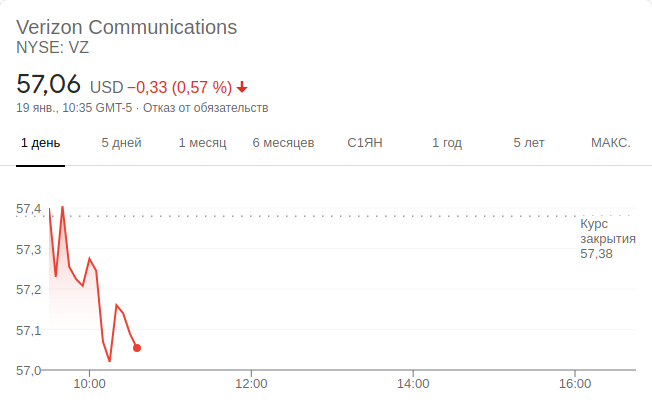 Verizon Communications
NYSE: VZ
57,06 USD −0,33 (0,57 %)
19 янв., 10:35 GMT-5 · Отказ от обязательств
1 день 5 дней 1 месяц 6 месяцев С1ЯН 1 год 5 лет МАКС.
57,4
Курс
закрытия
57,38
57,3
57,2
57,1
57,0
10:00 12:00 14:00 16:00